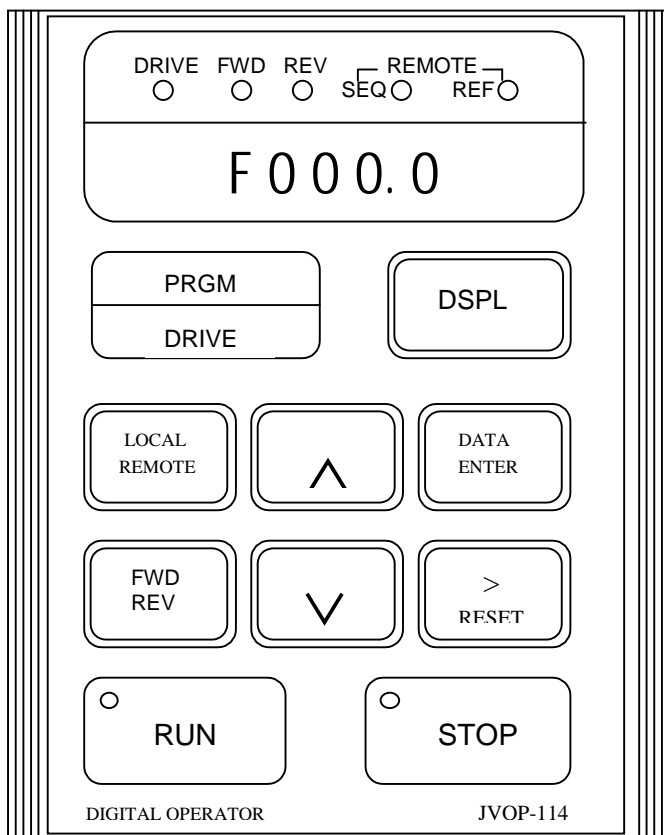 DRIVE FWD REV REMOTE
SEQ REF
F000.0
PRGM
DSPL
DRIVE
LOCAL
REMOTE
∧
DATA
ENTER
FWD
REV
∨
>
RESET
RUN
STOP
DIGITAL OPERATOR JVOP-114